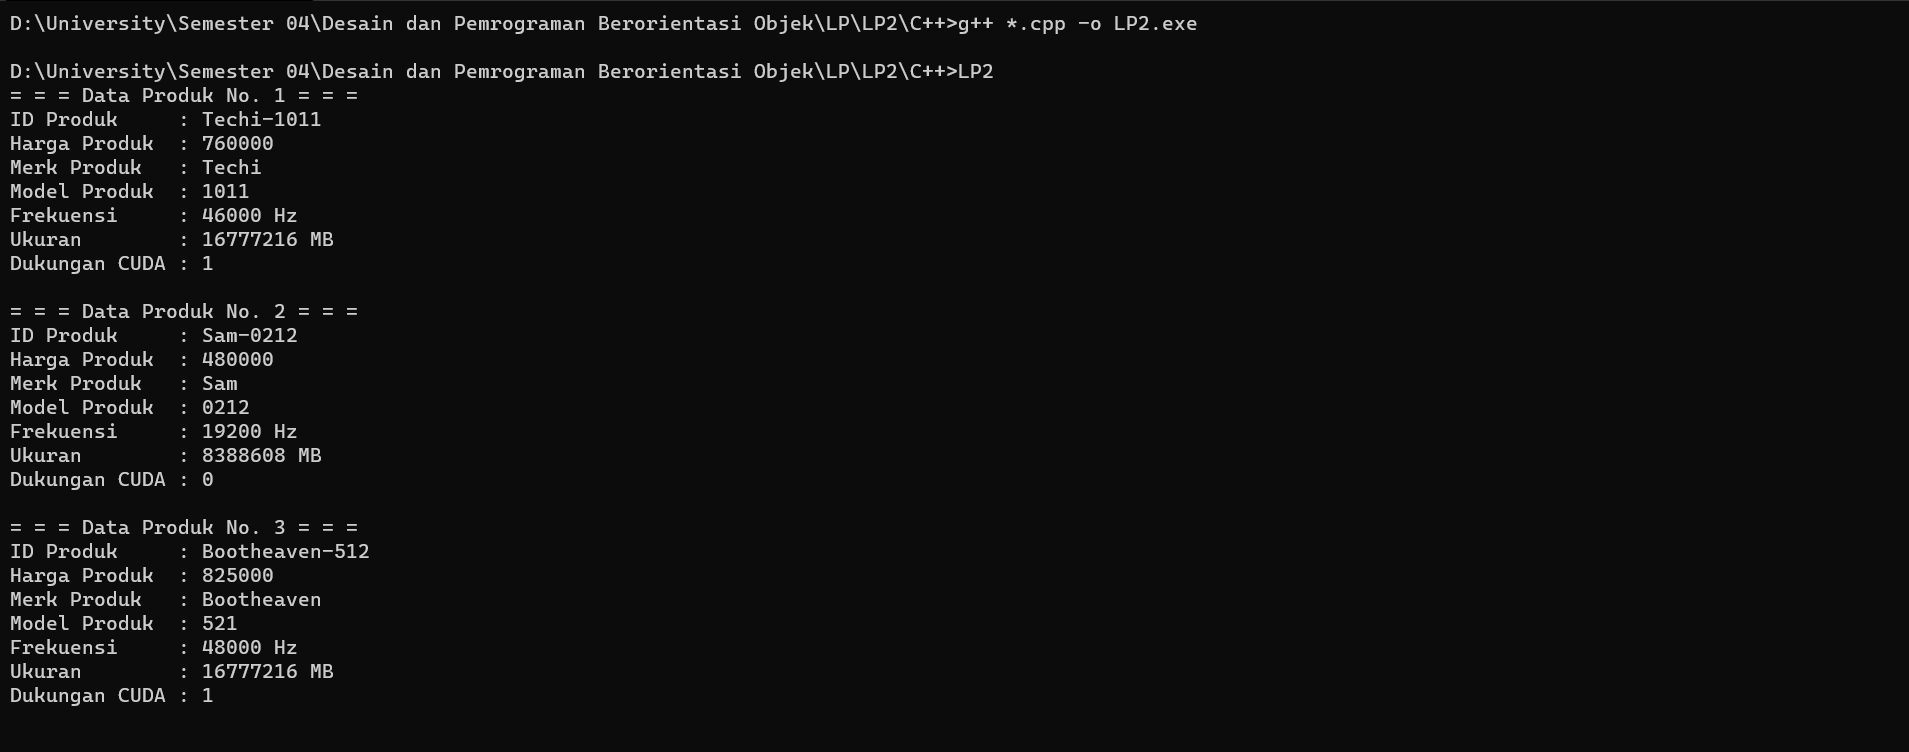 D:\University\Semester 04\Desain dan Pemrograman Berorientasi Objek\LP\LP2\C++>g++ *.cpp -o LP2.exe
D:\University\Semester 04\Desain dan Pemrograman Berorientasi Objek\LP\LP2\C++>LP2
= = = Data Produk No. 1 = = =
ID Produk     : Techi-1011
Harga Produk  : 760000
Merk Produk   : Techi
Model Produk  : 1011
Frekuensi     : 46000 Hz
Ukuran        : 16777216 MB
Dukungan CUDA : 1
= = = Data Produk No. 2 = = =
ID Produk     : Sam-0212
Harga Produk  : 480000
Merk Produk   : Sam
Model Produk  : 0212
Frekuensi     : 19200 Hz
Ukuran        : 8388608 MB
Dukungan CUDA : 0
= = = Data Produk No. 3 = = =
ID Produk     : Bootheaven-512
Harga Produk  : 825000
Merk Produk   : Bootheaven
Model Produk  : 521
Frekuensi     : 48000 Hz
Ukuran        : 16777216 MB
Dukungan CUDA : 1